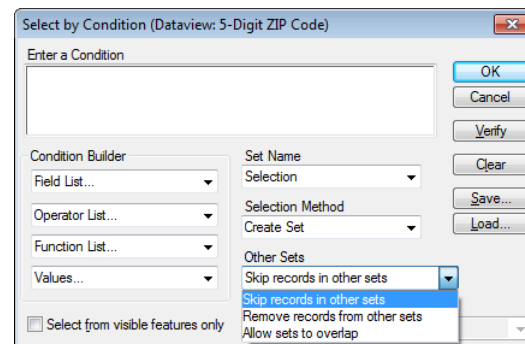 Select by Condition (Dataview: 5-Digit ZIP Code)
Enter a Condition
OK
Cancel
Verify
Clear
Save...
Load...
Condition Builder
Field List...
Operator List...
Function List...
Values...
Select from visible features only
Set Name
Selection
Selection Method
Create Set
Other Sets
Skip records in other sets
Skip records in other sets
Remove records from other sets
Allow sets to overlap